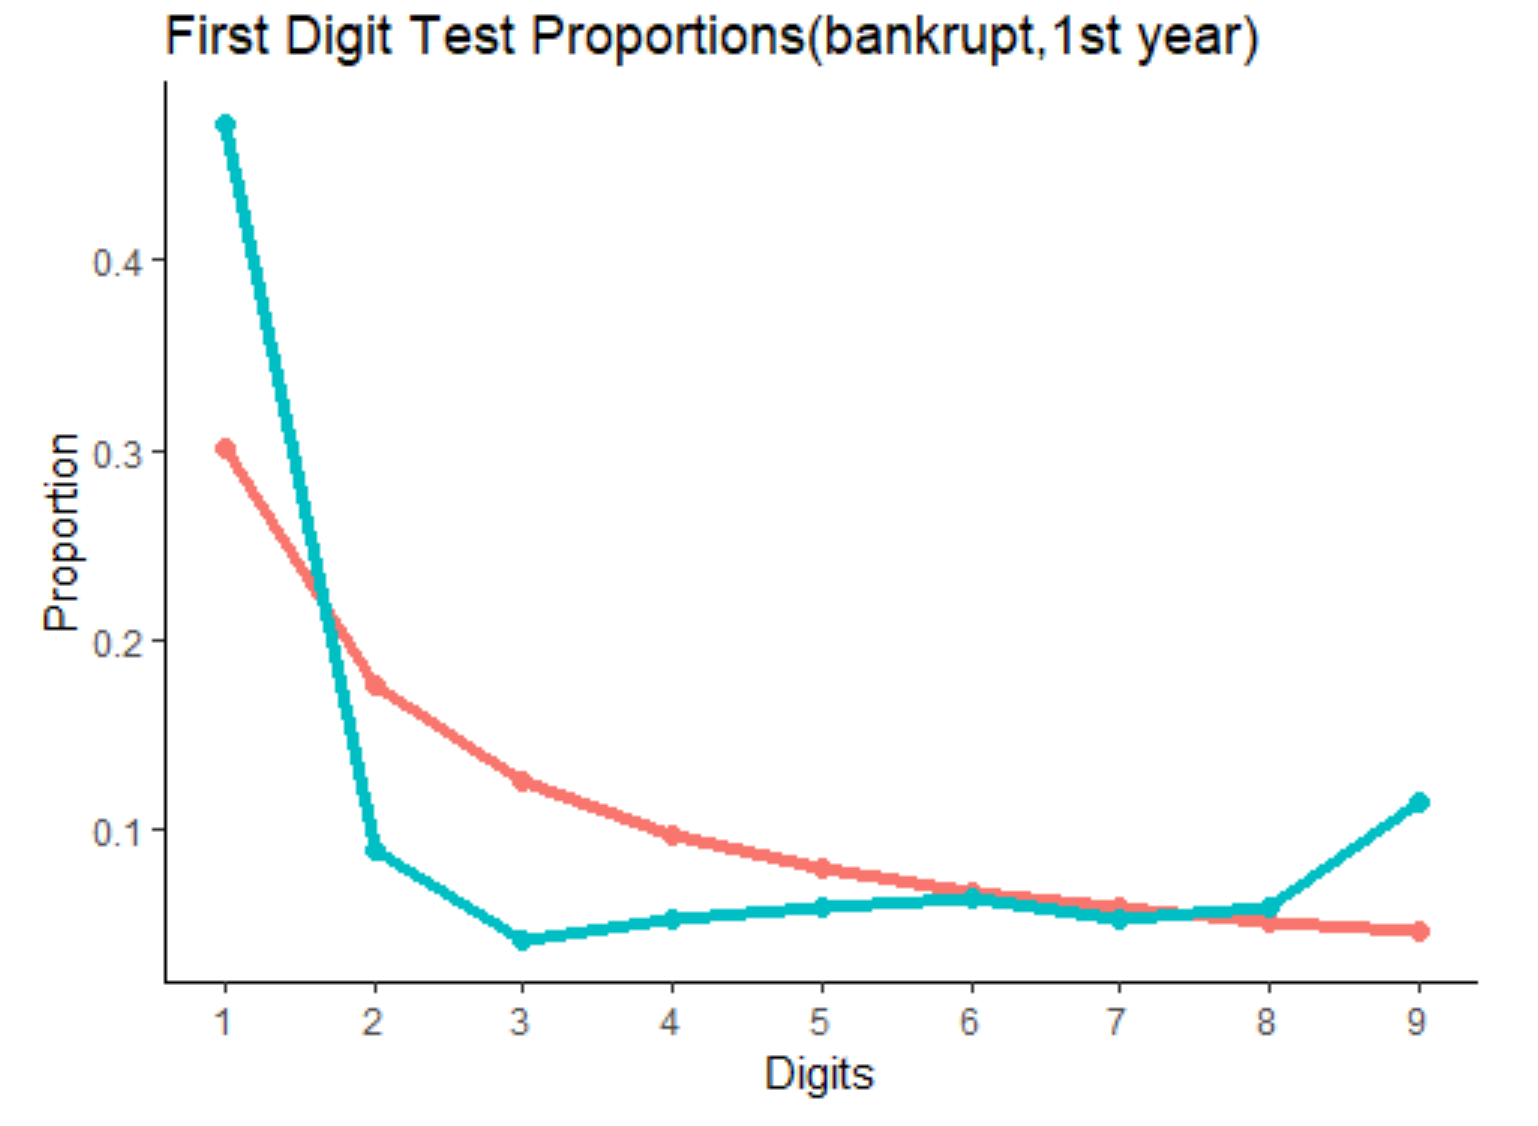 First Digit Test Proportions(bankrupt,1st year)
Proportion
0.4
0.3
0.2
0.1
1 2 3 4 5 6 7 8 9
Digits